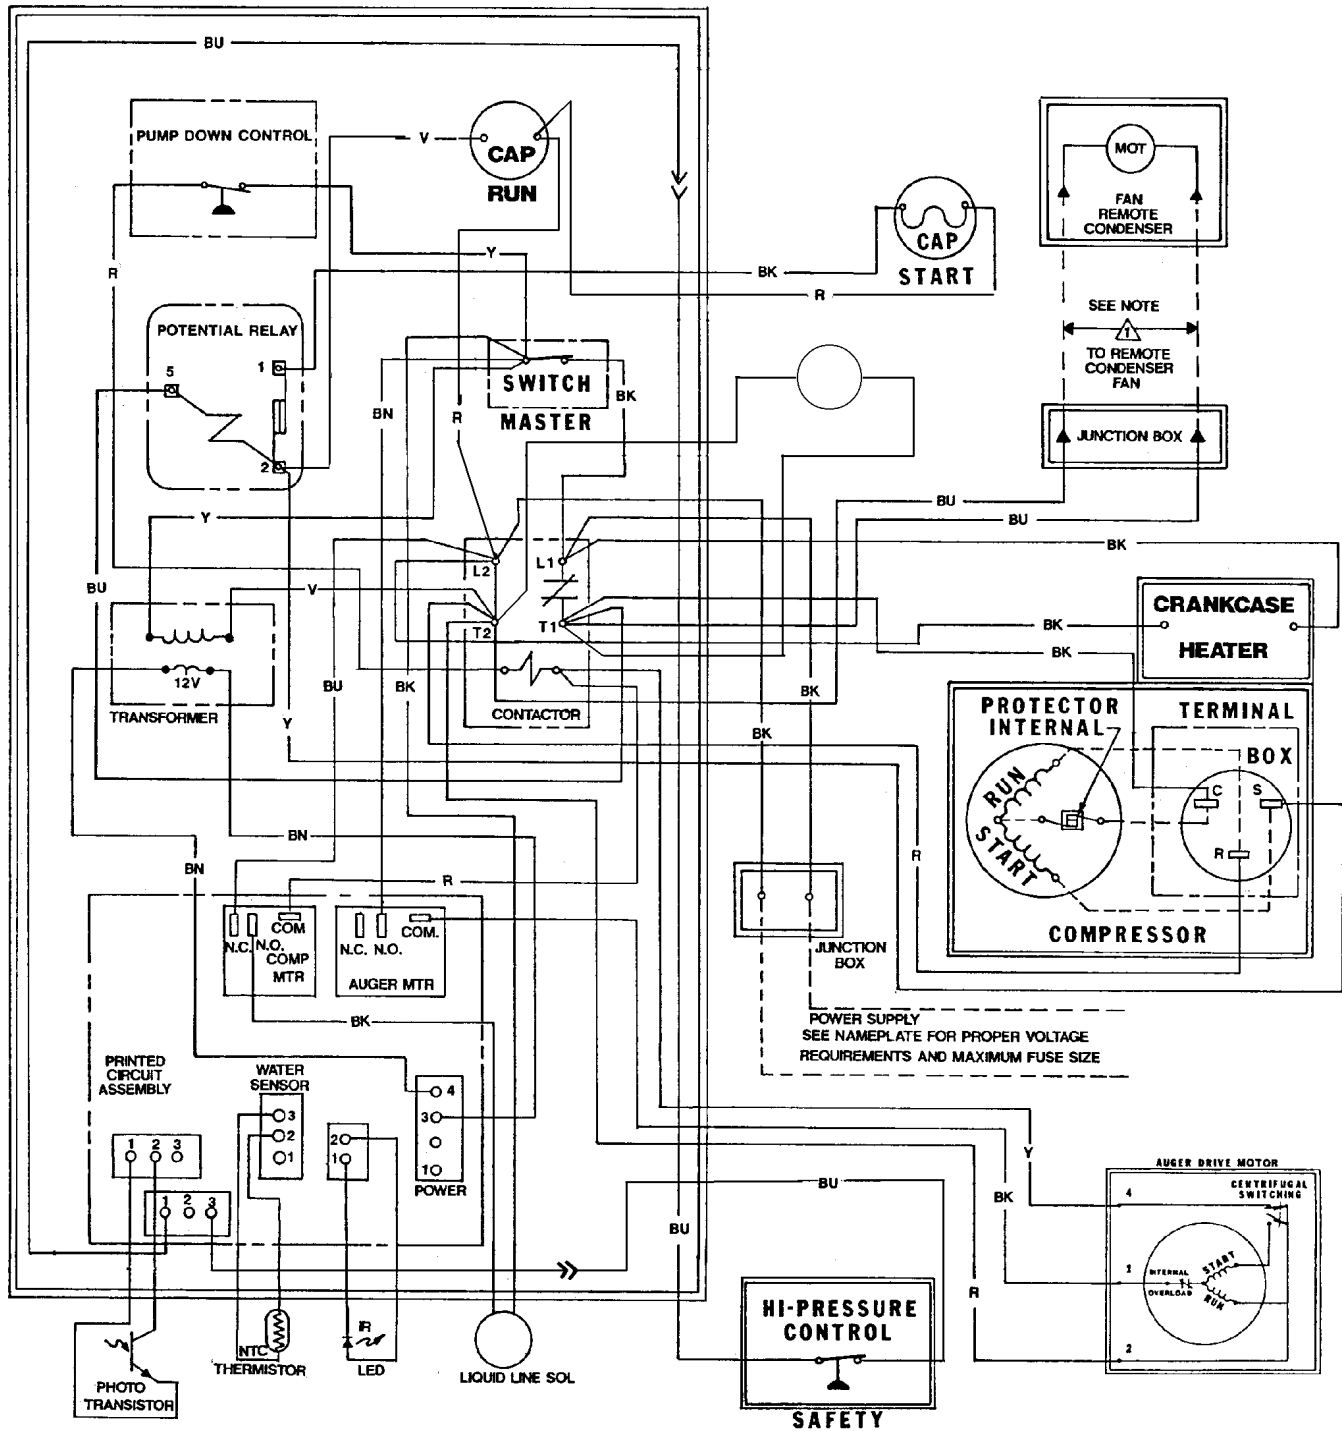 BU
PUMP DOWN CONTROL
V
CAP
RUN
MOT
FAN
REMOTE
CONDENSER
CAP
START
R
Y
BK
R
SEE NOTE
1
TO REMOTE
CONDENSER
FAN
POTENTIAL RELAY
1
5
2
SWITCH
MASTER
BN
R
BK
JUNCTION BOX
BU
BU
Y
BK
L2
L1
T2
T1
BU
V
12V
TRANSFORMER
CONTACTOR
BU
BK
Y
BK
BK
BK
BK
CRANKCASE
HEATER
PROTECTOR
INTERNAL
TERMINAL
BOX
RUN
START
C
S
R
COMPRESSOR
R
BN
BN
R
N.C.
N.O.
COM
COMP
MTR
N.C.
N.O.
COM.
AUGER MTR
JUNCTION
BOX
BK
POWER SUPPLY
SEE NAMEPLATE FOR PROPER VOLTAGE
REQUIREMENTS AND MAXIMUM FUSE SIZE
PRINTED
CIRCUIT
ASSEMBLY
WATER
SENSOR
3
2
1
2
1
4
3
1
POWER
1 2 3
1 2 3
Y
BK
BU
BU
R
AUGER DRIVE MOTOR
4
CENTRIFUGAL
SWITCHING
1
INTERNAL
OVERLOAD
START
RUN
2
HI-PRESSURE
CONTROL
SAFETY
PHOTO
TRANSISTOR
NTC
THERMISTOR
IR
LED
LIQUID LINE SOL